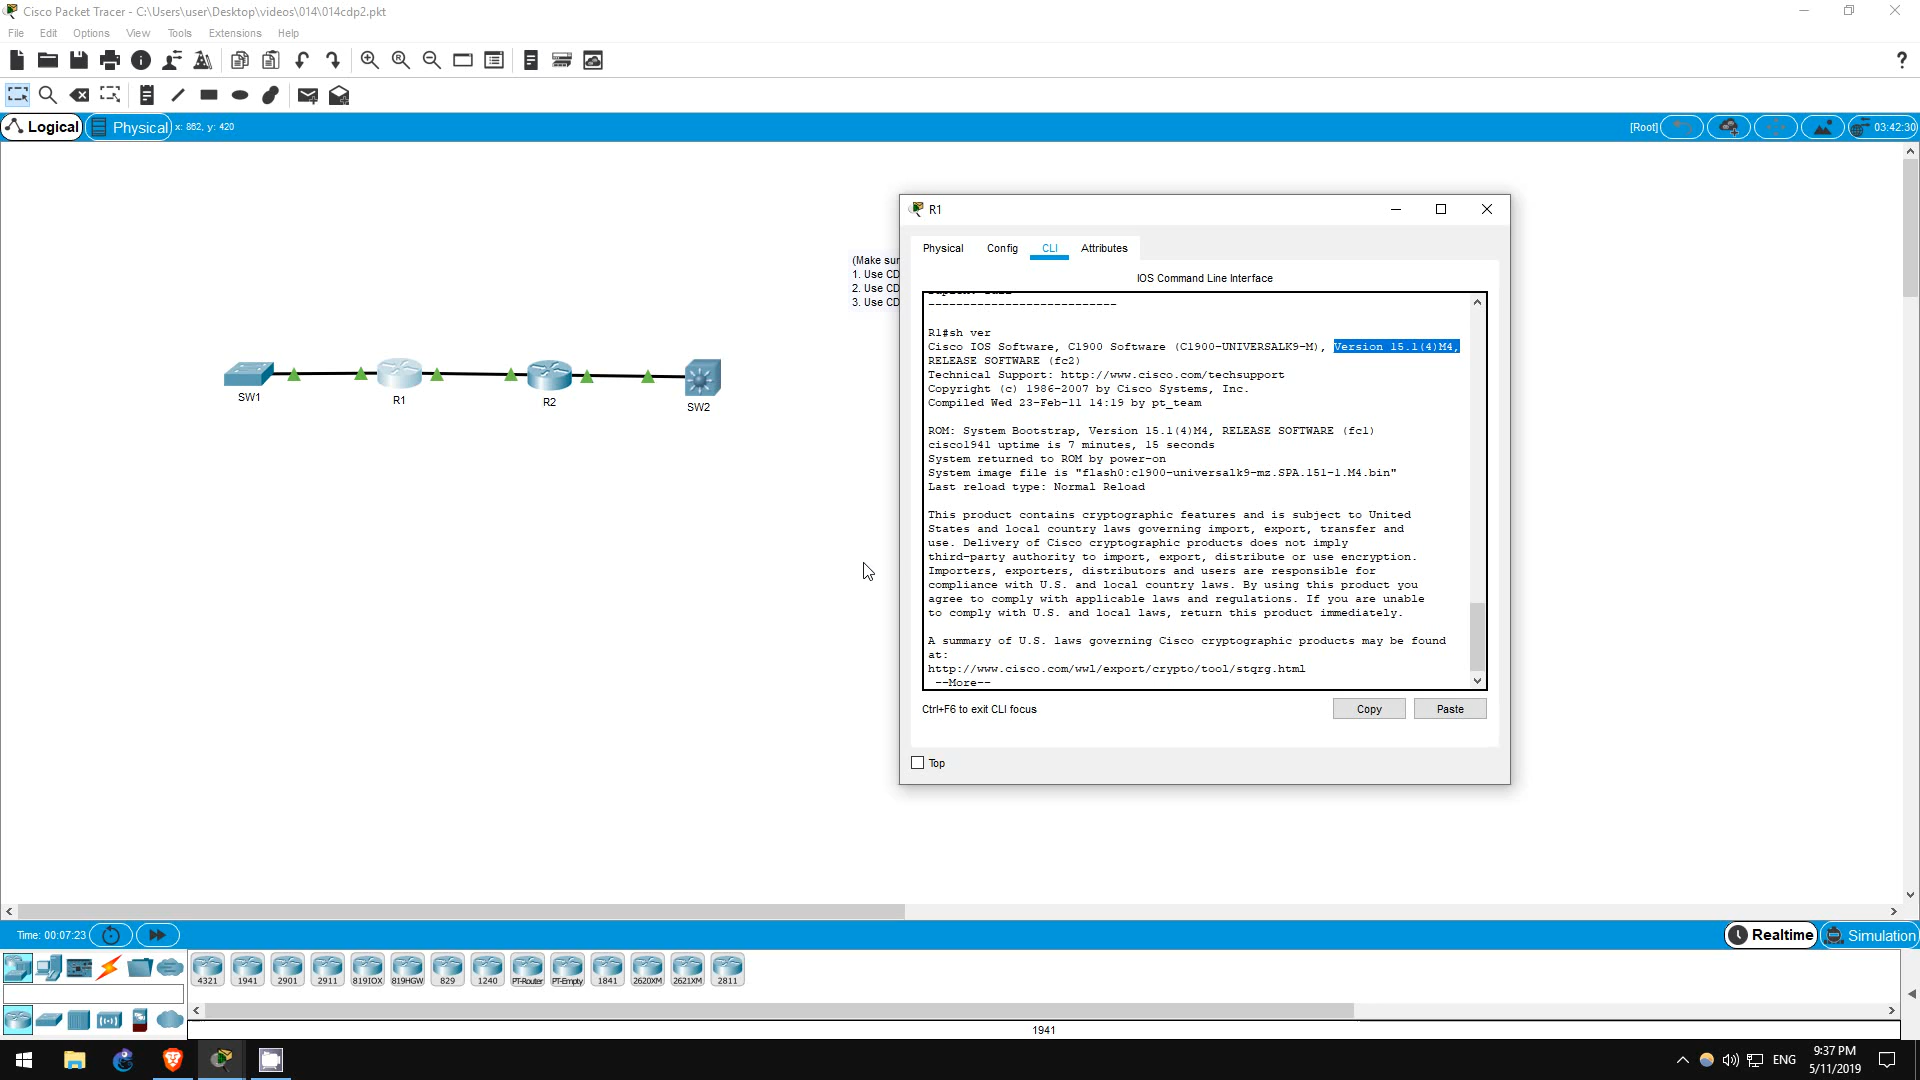 Cisco Packet Tracer - C:\Users\user\Desktop\videos\014\014cdp2.pkt
File Edit Options View Tools Extensions Help
Logical Physical x: 862, y: 420 [Root] 03:42:30
(Make sur
1. Use CD
2. Use CD
3. Use CD
SW1
R1
R2
SW2
R1
Physical Config CLI Attributes
IOS Command Line Interface
----------------------------
R1#sh ver
Cisco IOS Software, C1900 Software (C1900-UNIVERSALK9-M), Version 15.1(4)M4,
RELEASE SOFTWARE (fc2)
Technical Support: http://www.cisco.com/techsupport
Copyright (c) 1986-2007 by Cisco Systems, Inc.
Compiled Wed 23-Feb-11 14:19 by pt_team
ROM: System Bootstrap, Version 15.1(4)M4, RELEASE SOFTWARE (fc1)
cisco1941 uptime is 7 minutes, 15 seconds
System returned to ROM by power-on
System image file is "flash0:c1900-universalk9-mz.SPA.151-1.M4.bin"
Last reload type: Normal Reload
This product contains cryptographic features and is subject to United
States and local country laws governing import, export, transfer and
use. Delivery of Cisco cryptographic products does not imply
third-party authority to import, export, distribute or use encryption.
Importers, exporters, distributors and users are responsible for
compliance with U.S. and local country laws. By using this product you
agree to comply with applicable laws and regulations. If you are unable
to comply with U.S. and local laws, return this product immediately.
A summary of U.S. laws governing Cisco cryptographic products may be found
at:
http://www.cisco.com/wwl/export/crypto/tool/stqrg.html
--More--
Ctrl+F6 to exit CLI focus
Copy Paste
Top
Time: 00:07:23
Realtime Simulation
4321 1941 2901 2911 819IOX 819HGW 829 1240 PT-Router PT-Empty 1841 2620XM 2621XM 2811
1941
ENG
9:37 PM
5/11/2019